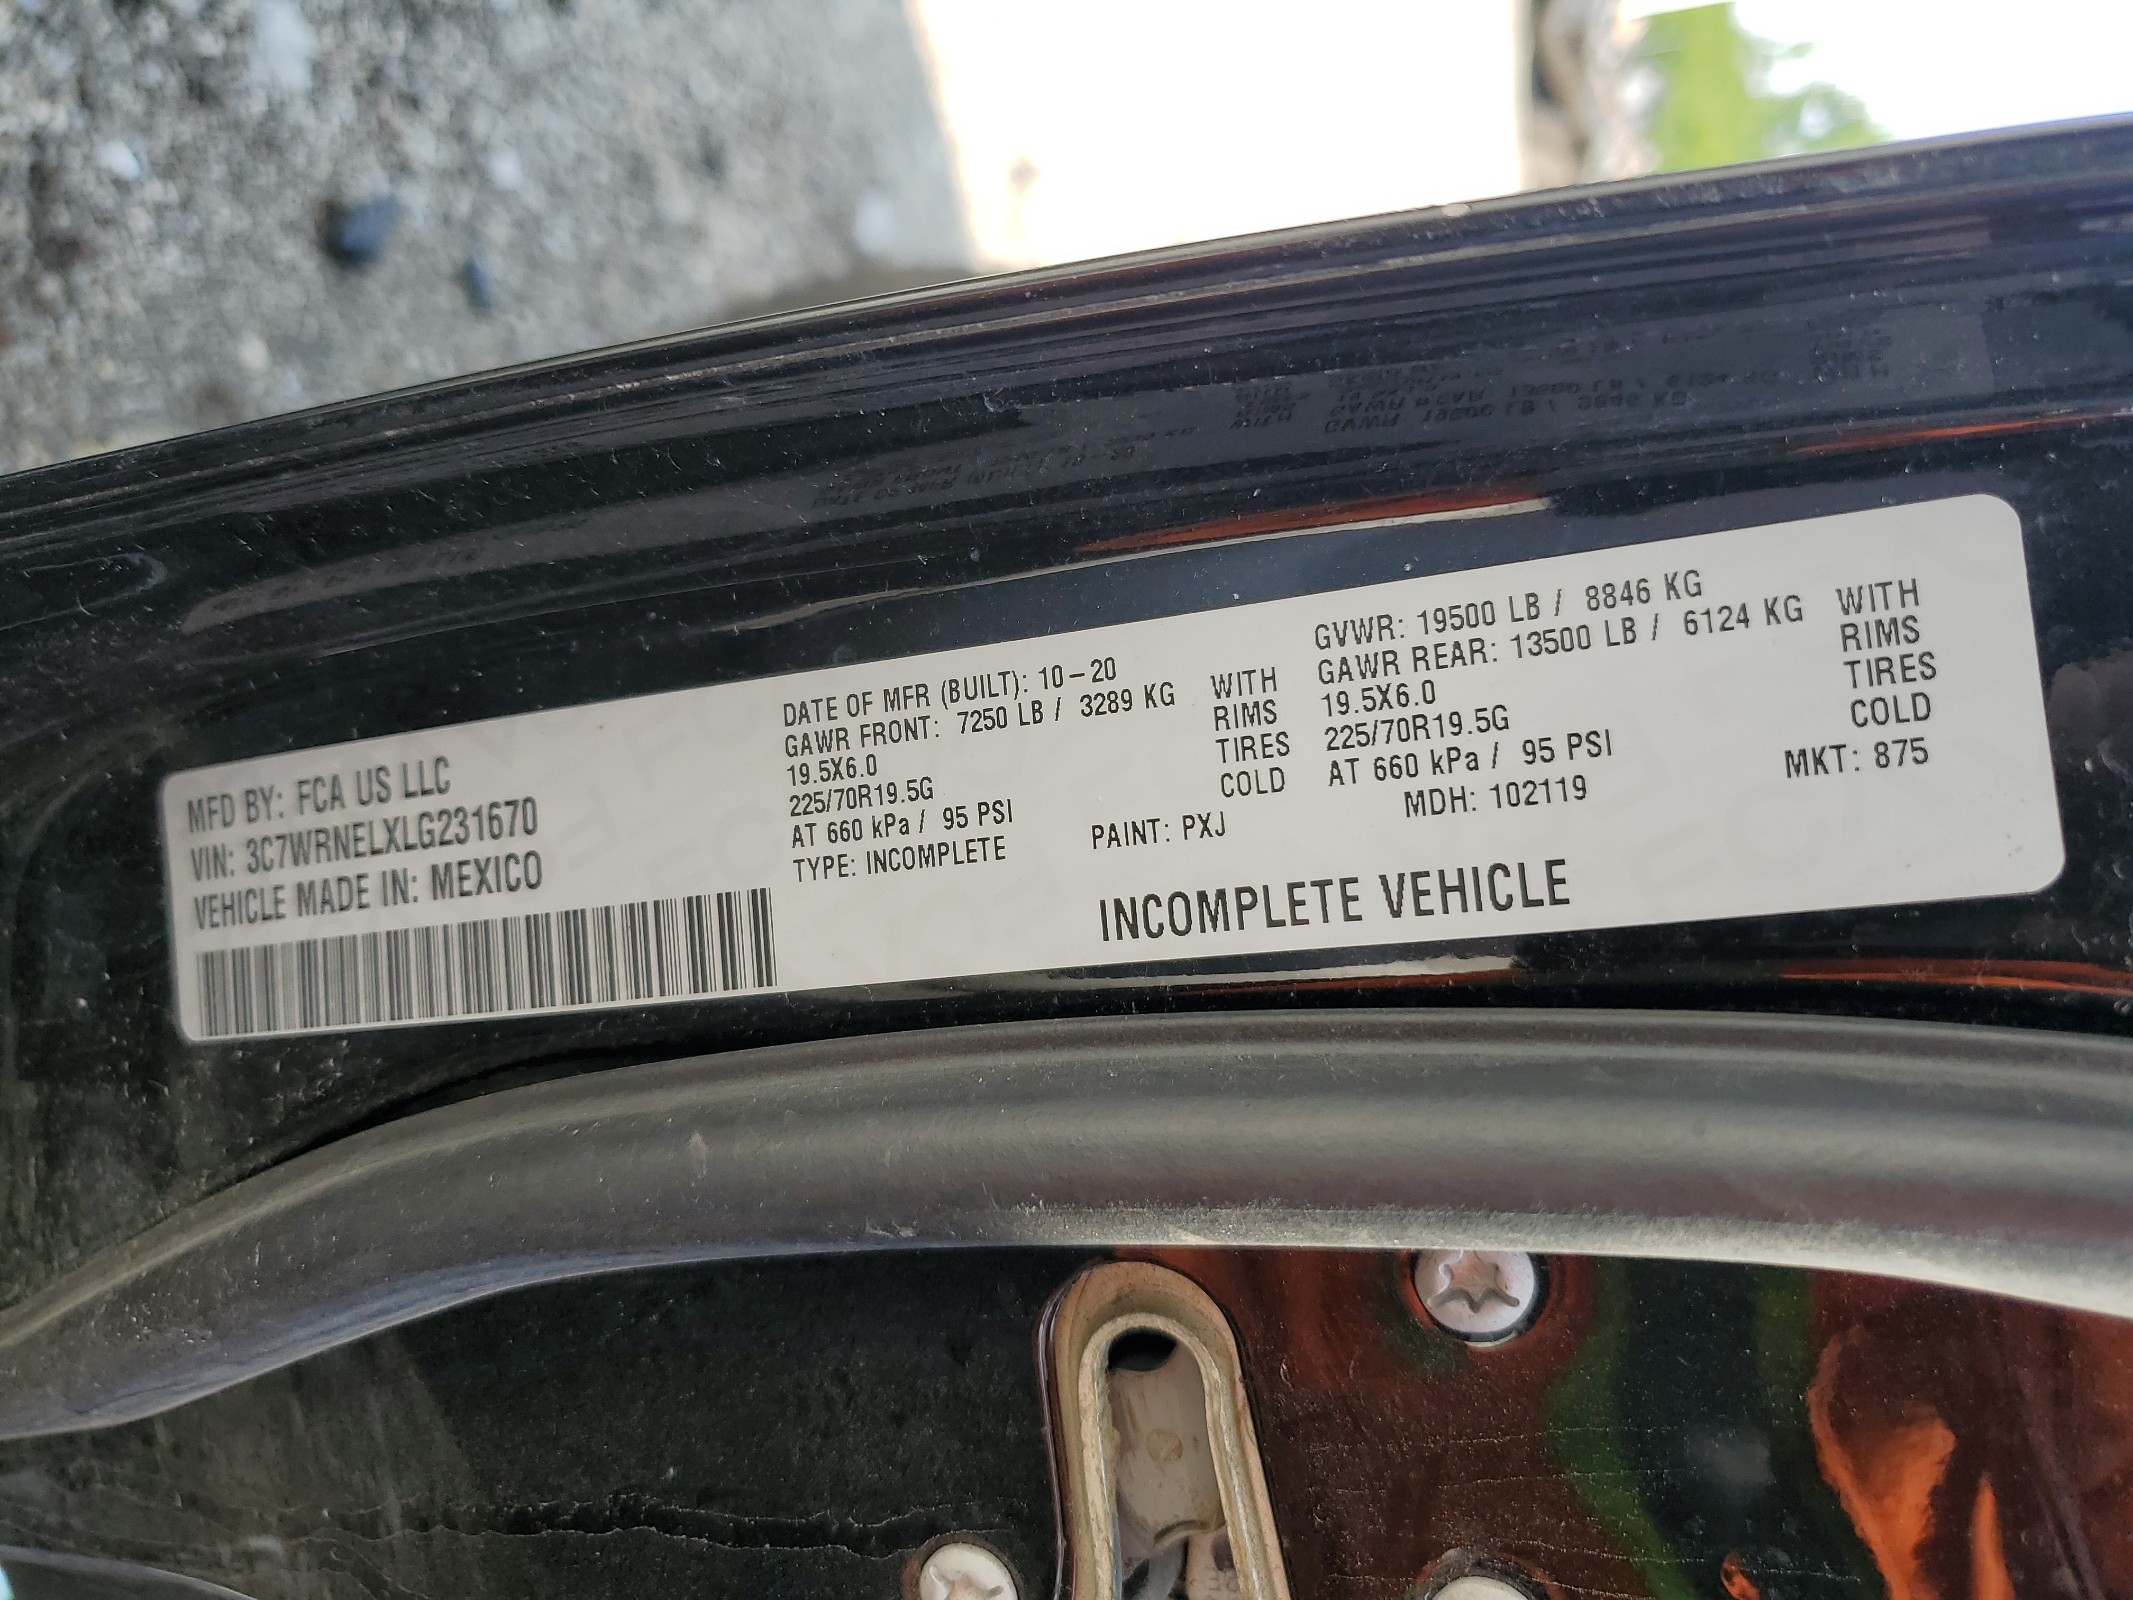 MFD BY: FCA US LLC
VIN: 3C7WRNELXLG231670
VEHICLE MADE IN: MEXICO
DATE OF MFR (BUILT): 10-20
GAWR FRONT: 7250 LB / 3289 KG WITH
19.5X6.0 RIMS
225/70R19.5G TIRES
AT 660 kPa / 95 PSI COLD
TYPE: INCOMPLETE
PAINT: PXJ
GVWR: 19500 LB / 8846 KG
GAWR REAR: 13500 LB / 6124 KG WITH
19.5X6.0 RIMS
225/70R19.5G TIRES
AT 660 kPa / 95 PSI COLD
MDH: 102119
MKT: 875
INCOMPLETE VEHICLE